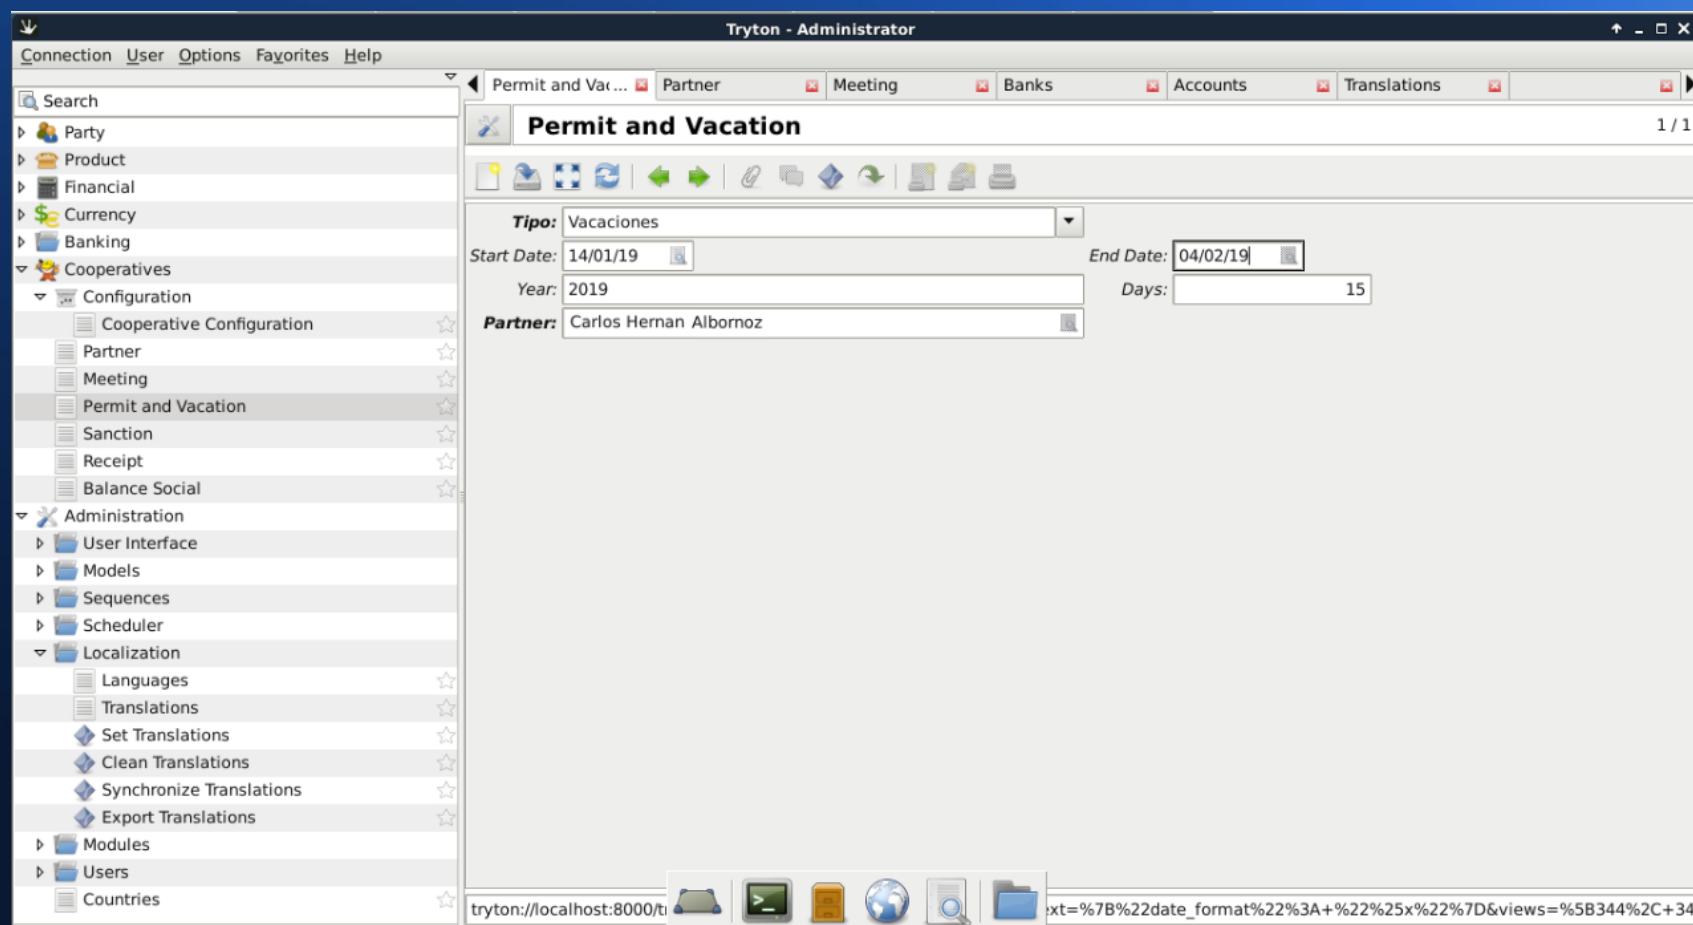 Tryton - Administrator
Connection User Options Favorites Help
Permit and Vac... Partner Meeting Banks Accounts Translations
Search
Permit and Vacation 1 / 1
Party
Product
Financial
Currency
Banking
Cooperatives
Configuration
Cooperative Configuration
Partner
Meeting
Permit and Vacation
Sanction
Receipt
Balance Social
Administration
User Interface
Models
Sequences
Scheduler
Localization
Languages
Translations
Set Translations
Clean Translations
Synchronize Translations
Export Translations
Modules
Users
Countries
Tipo: Vacaciones
Start Date: 14/01/19 End Date: 04/02/19
Year: 2019 Days: 15
Partner: Carlos Hernan Albornoz
tryton://localhost:8000/t ext=%7B%22date_format%22%3A+%22%25x%22%7D&views=%5B344%2C+34